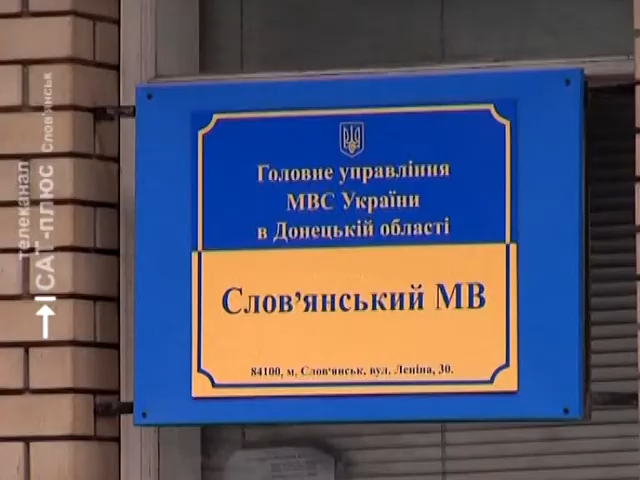 Головне управління
МВС України
в Донецькій області
Слов'янський МВ
84100, м. Слов'янськ, вул. Леніна, 30.
телеканал
САТ-ПЛЮС Слов'янськ